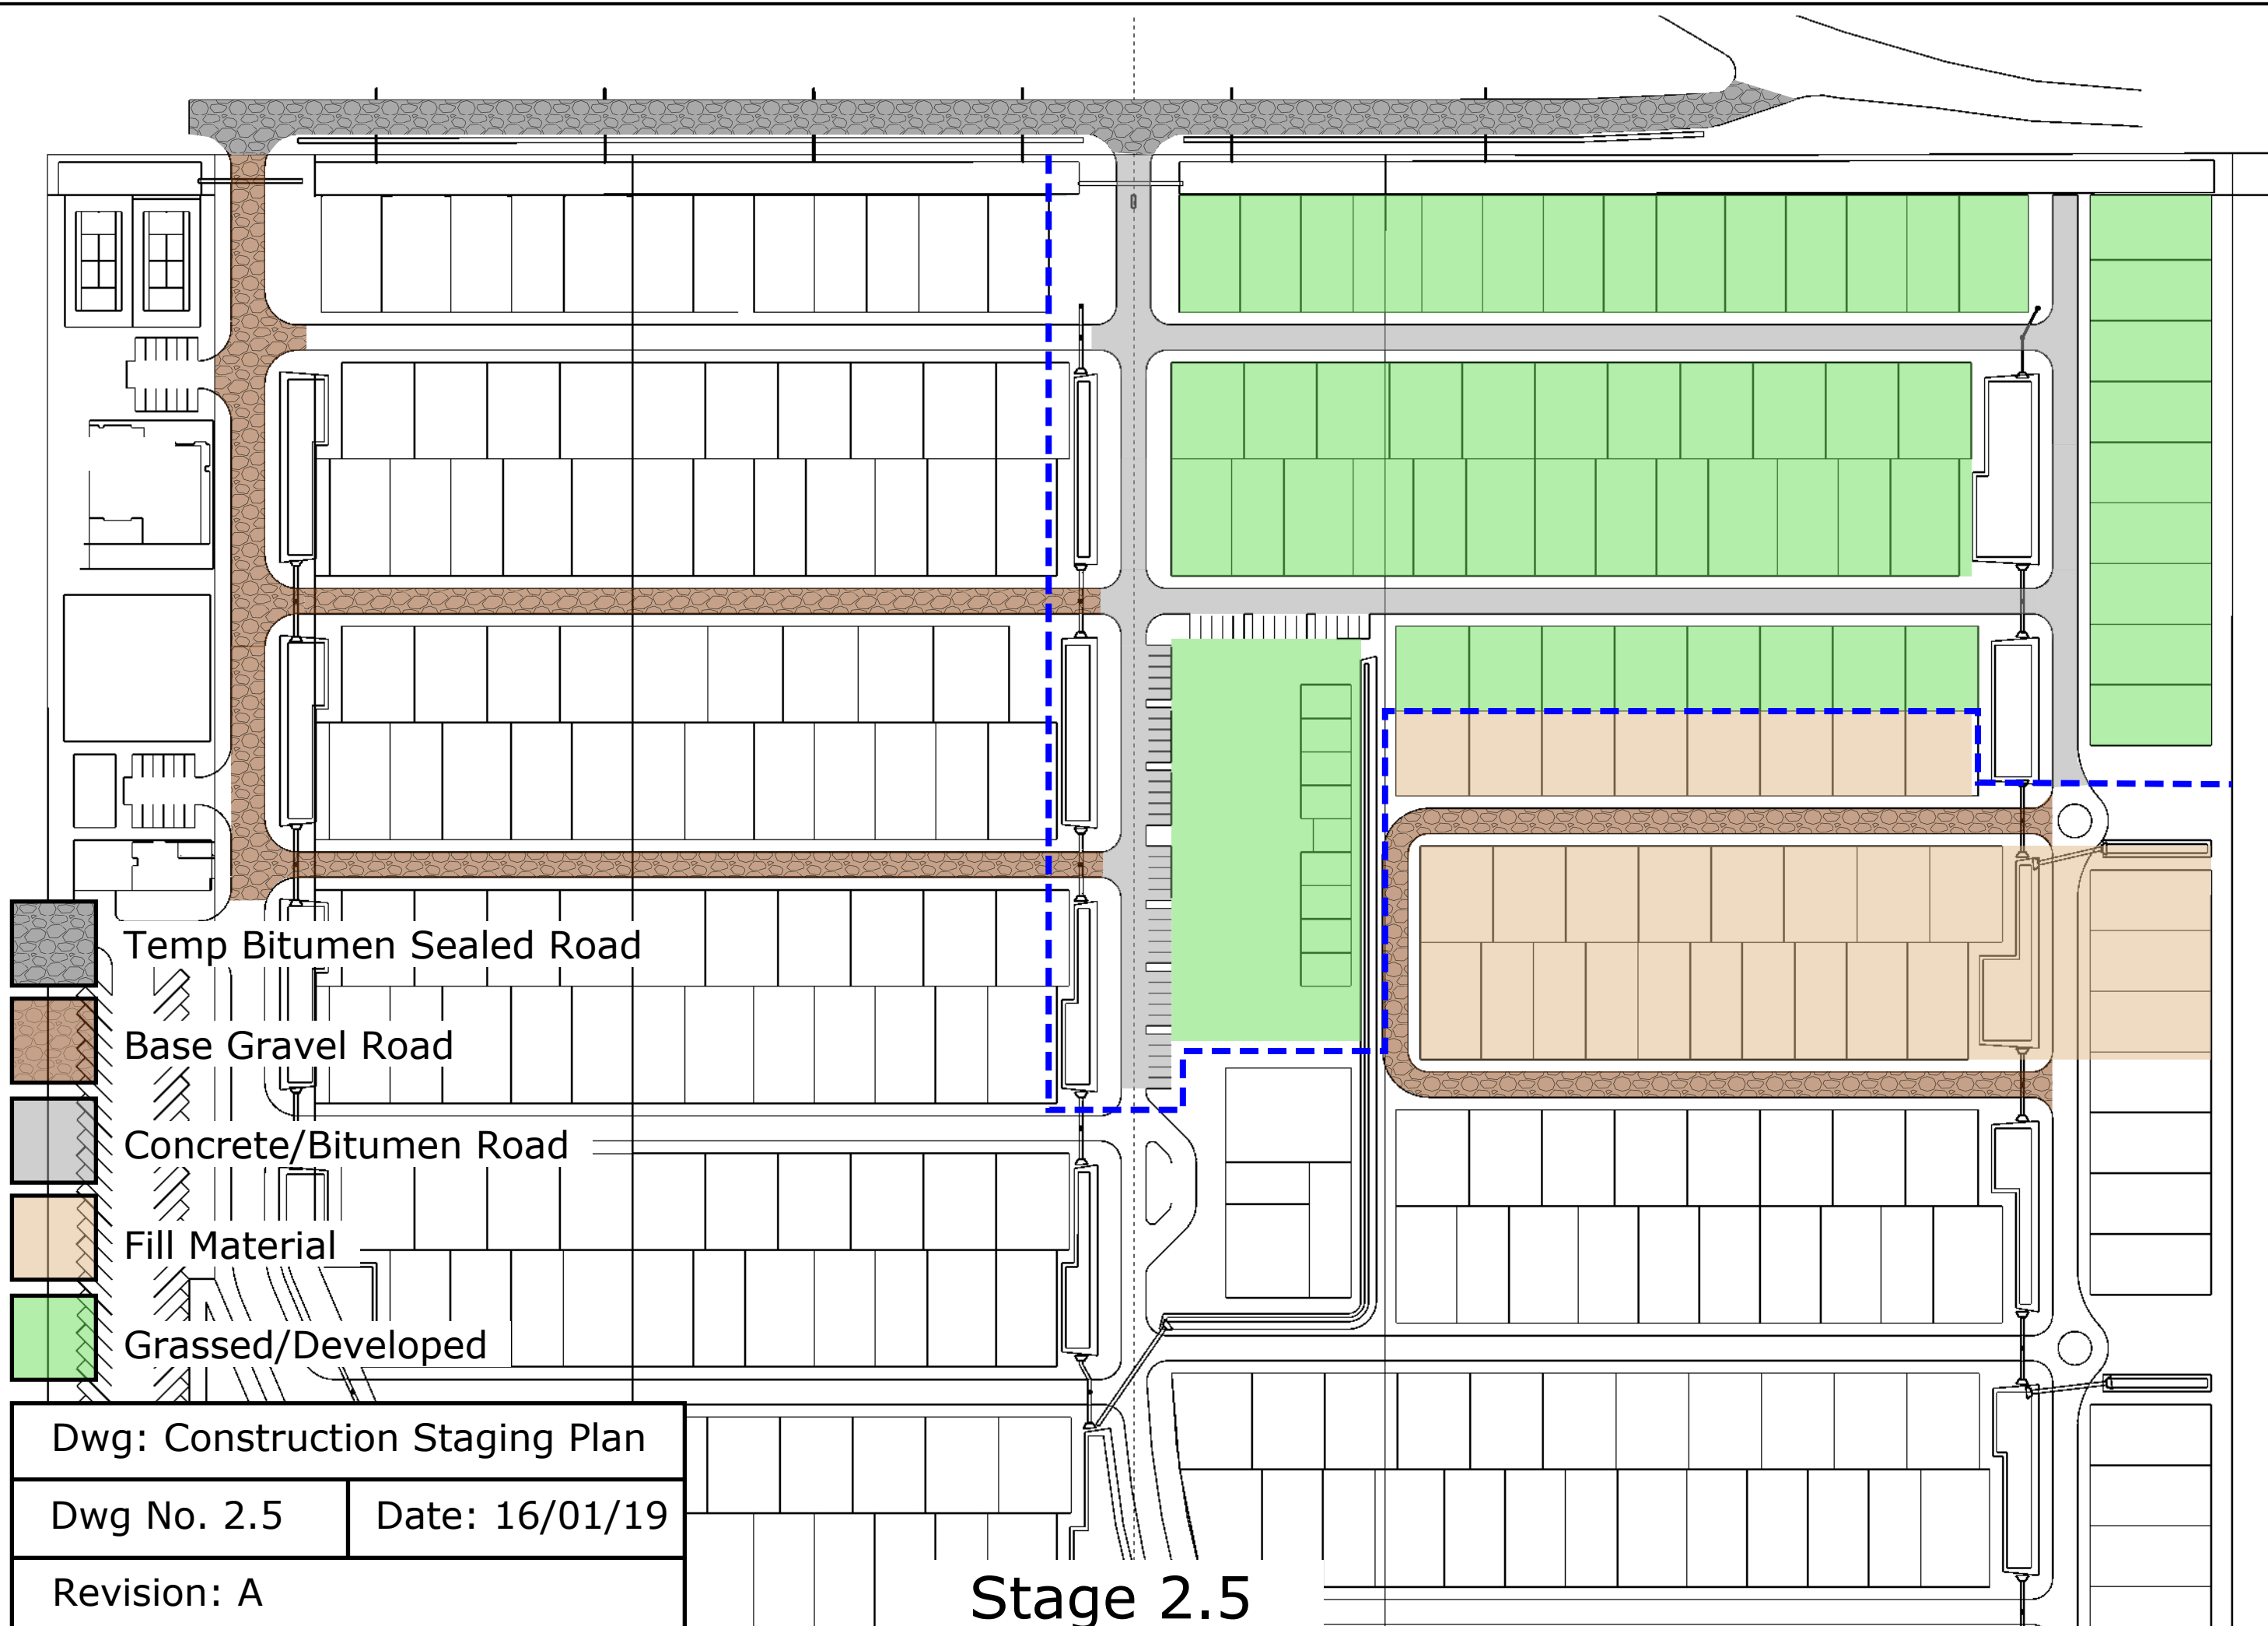 Temp Bitumen Sealed Road
Base Gravel Road
Concrete/Bitumen Road
Fill Material
Grassed/Developed
Dwg: Construction Staging Plan
Dwg No. 2.5
Date: 16/01/19
Revision: A
Stage 2.5